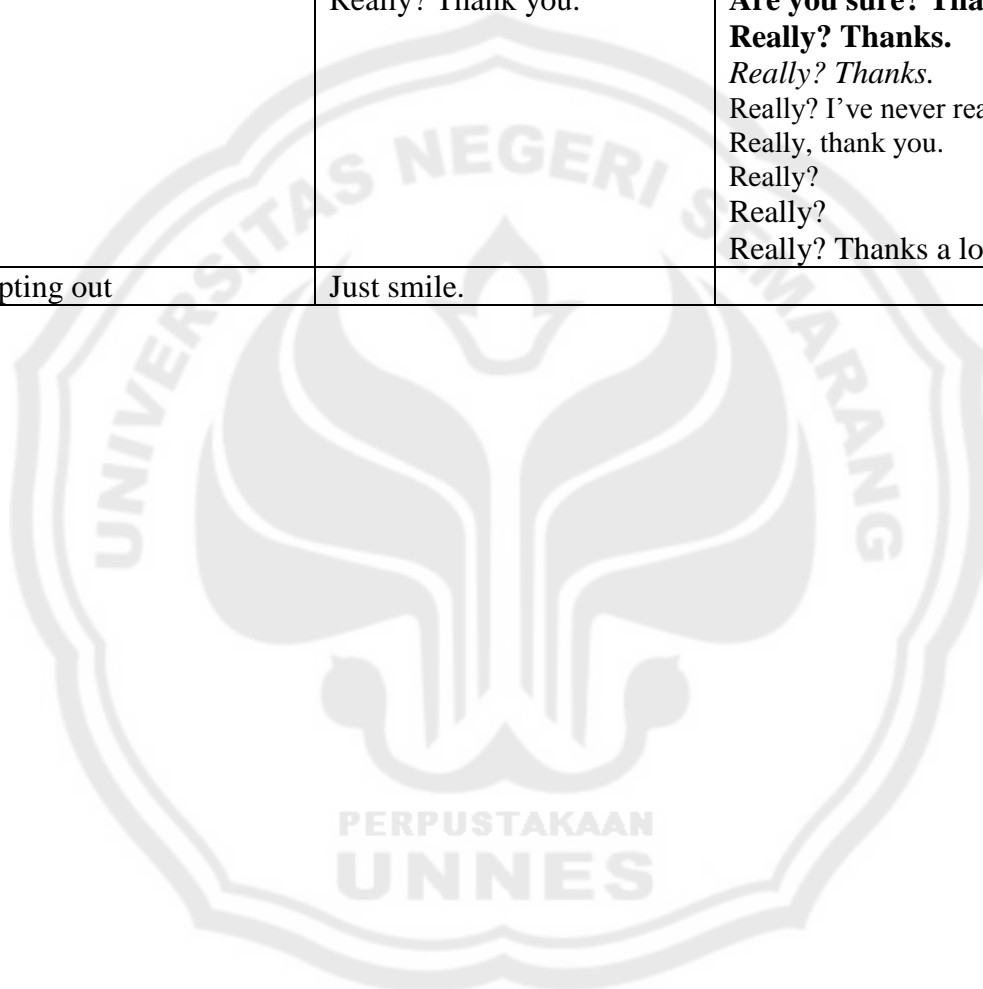 Really? Thank you.
Are you sure? Tha
Really? Thanks.
Really? Thanks.
Really? I've never rea
Really, thank you.
Really?
Really?
Really? Thanks a lo
pting out
Just smile.
UNIVERSITAS NEGERI SEMARANG
PERPUSTAKAAN
UNNES